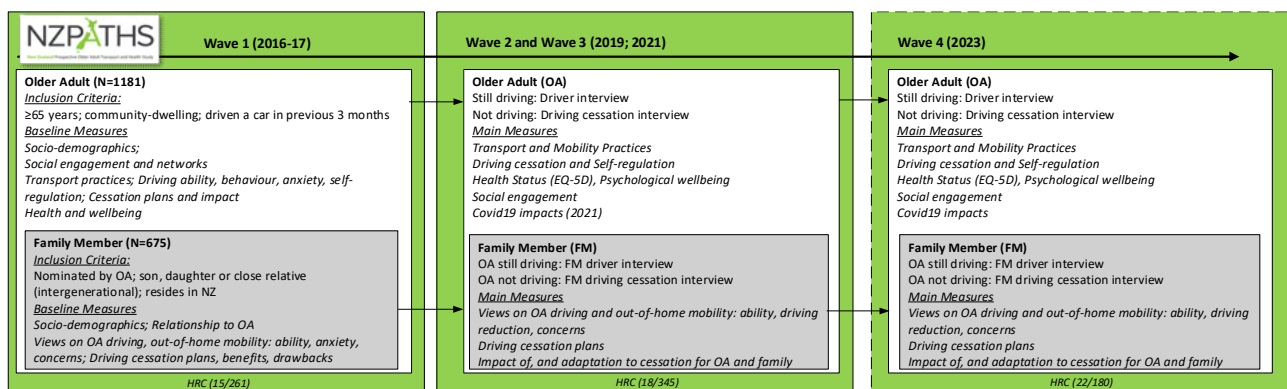 NZPATHS
New Zealand Prospective Older Adult Transport and Health Study
Wave 1 (2016-17)
Older Adult (N=1181)
Inclusion Criteria:
≥65 years; community-dwelling; driven a car in previous 3 months
Baseline Measures
Socio-demographics;
Social engagement and networks
Transport practices; Driving ability, behaviour, anxiety, self-
regulation; Cessation plans and impact
Health and wellbeing
Family Member (N=675)
Inclusion Criteria:
Nominated by OA; son, daughter or close relative
(intergenerational); resides in NZ
Baseline Measures
Socio-demographics; Relationship to OA
Views on OA driving, out-of-home mobility: ability, anxiety,
concerns; Driving cessation plans, benefits, drawbacks
HRC (15/261)
Wave 2 and Wave 3 (2019; 2021)
Older Adult (OA)
Still driving: Driver interview
Not driving: Driving cessation interview
Main Measures
Transport and Mobility Practices
Driving cessation and Self-regulation
Health Status (EQ-5D), Psychological wellbeing
Social engagement
Covid19 impacts (2021)
Family Member (FM)
OA still driving: FM driver interview
OA not driving: FM driving cessation interview
Main Measures
Views on OA driving and out-of-home mobility: ability, driving
reduction, concerns
Driving cessation plans
Impact of, and adaptation to cessation for OA and family
HRC (18/345)
Wave 4 (2023)
Older Adult (OA)
Still driving: Driver interview
Not driving: Driving cessation interview
Main Measures
Transport and Mobility Practices
Driving cessation and Self-regulation
Health Status (EQ-5D), Psychological wellbeing
Social engagement
Covid19 impacts
Family Member (FM)
OA still driving: FM driver interview
OA not driving: FM driving cessation interview
Main Measures
Views on OA driving and out-of-home mobility: ability, driving
reduction, concerns
Driving cessation plans
Impact of, and adaptation to cessation for OA and family
HRC (22/180)